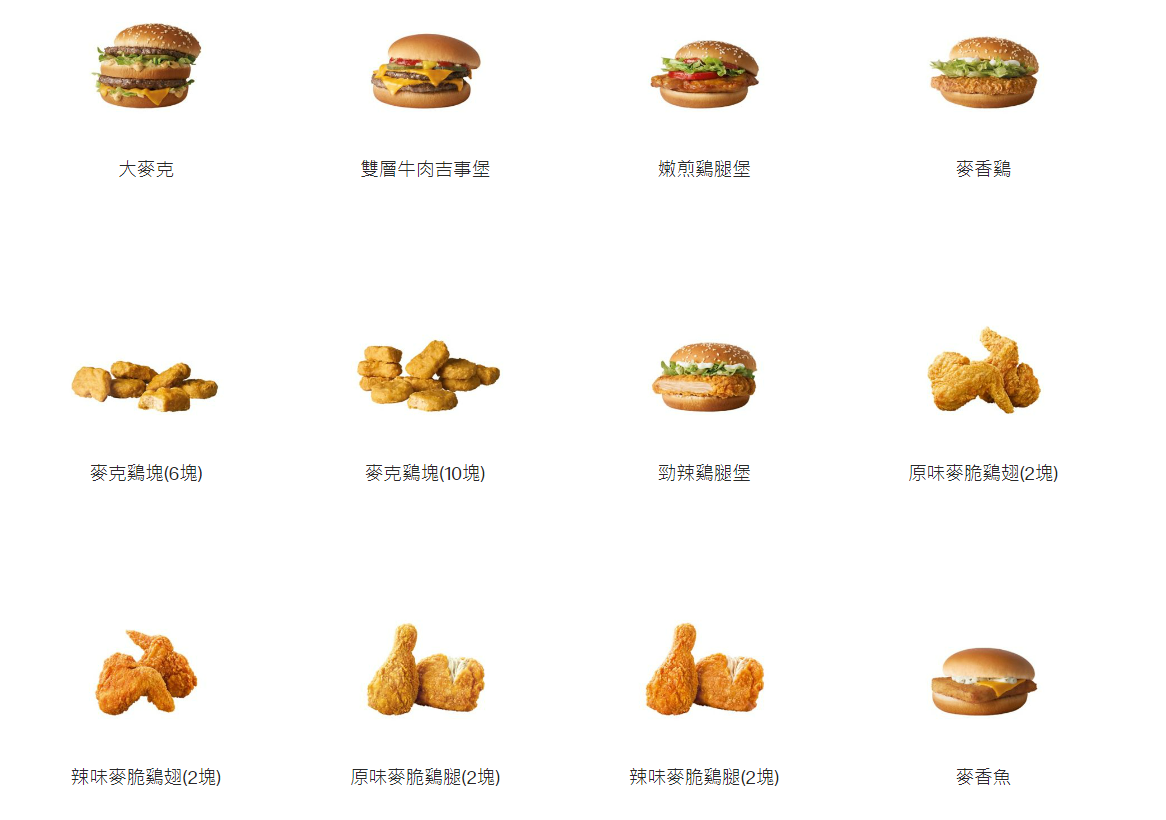 大麥克
雙層牛肉吉事堡
嫩煎鷄腿堡
麥香鷄
麥克鷄塊(6塊)
麥克鷄塊(10塊)
勁辣鷄腿堡
原味麥脆鷄翅(2塊)
辣味麥脆鷄翅(2塊)
原味麥脆鷄腿(2塊)
辣味麥脆鷄腿(2塊)
麥香魚